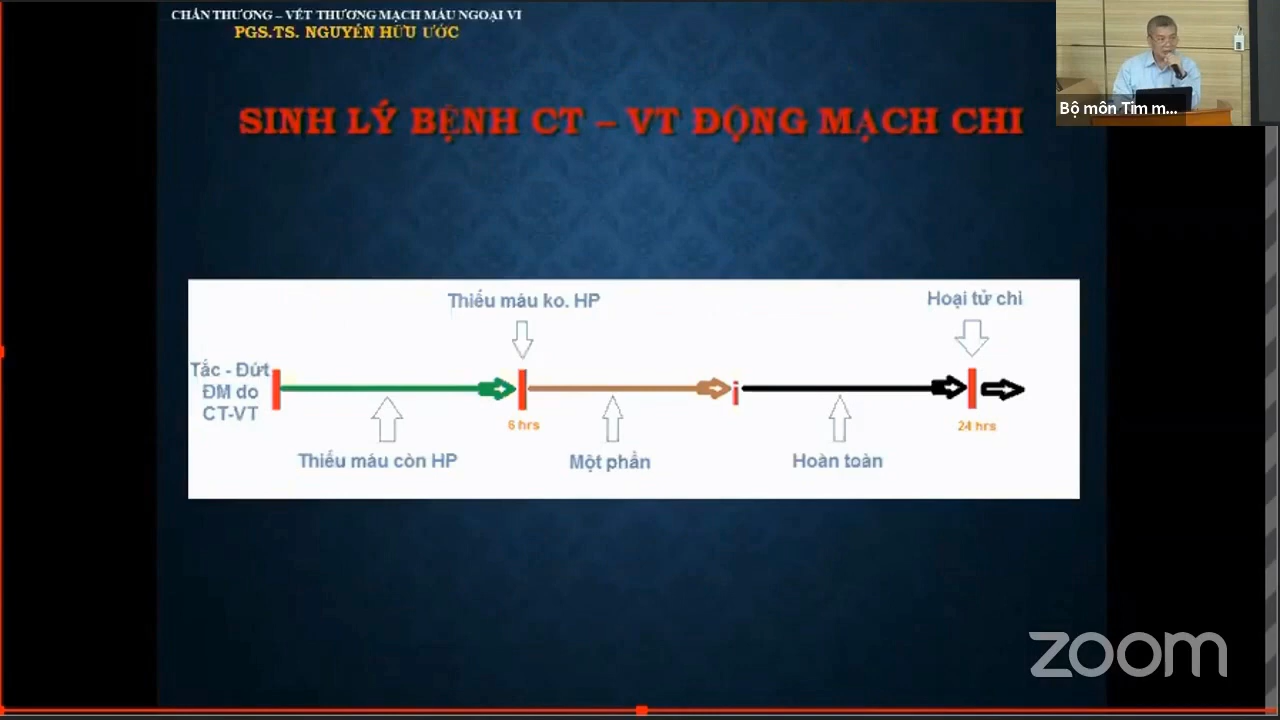 CHẤN THƯƠNG – VẾT THƯƠNG MẠCH MÁU NGOẠI VI
PGS.TS. NGUYỄN HỮU ƯỚC
Bộ môn Tim m...
SINH LÝ BỆNH CT – VT ĐỘNG MẠCH CHI
Thiếu máu ko. HP
Hoại tử chi
Tắc - Đứt
ĐM do
CT-VT
6 hrs
24 hrs
Thiếu máu còn HP
Một phần
Hoàn toàn
zoom